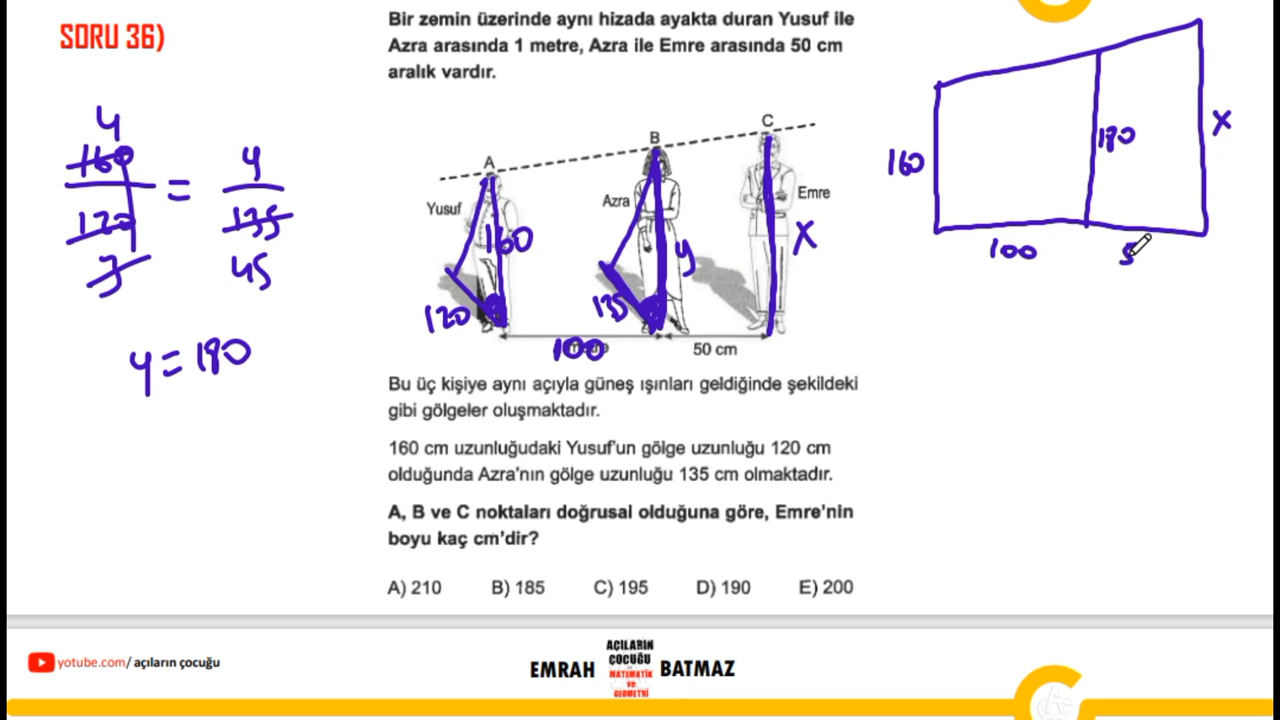 SORU 36)
Bir zemin üzerinde aynı hizada ayakta duran Yusuf ile
Azra arasında 1 metre, Azra ile Emre arasında 50 cm
aralık vardır.
4
160
120
3
=
y
135
45
y = 180
A
B
C
Yusuf
Azra
Emre
160
y
x
120
135
100
50 cm
160
180
x
100
5
Bu üç kişiye aynı açıyla güneş ışınları geldiğinde şekildeki
gibi gölgeler oluşmaktadır.
160 cm uzunluğudaki Yusuf'un gölge uzunluğu 120 cm
olduğunda Azra'nın gölge uzunluğu 135 cm olmaktadır.
A, B ve C noktaları doğrusal olduğuna göre, Emre'nin
boyu kaç cm'dir?
A) 210 B) 185 C) 195 D) 190 E) 200
yotube.com/ açıların çocuğu
EMRAH
AÇILARIN
ÇOCUĞU
MATEMATİK
ve
GEOMETRİ
BATMAZ